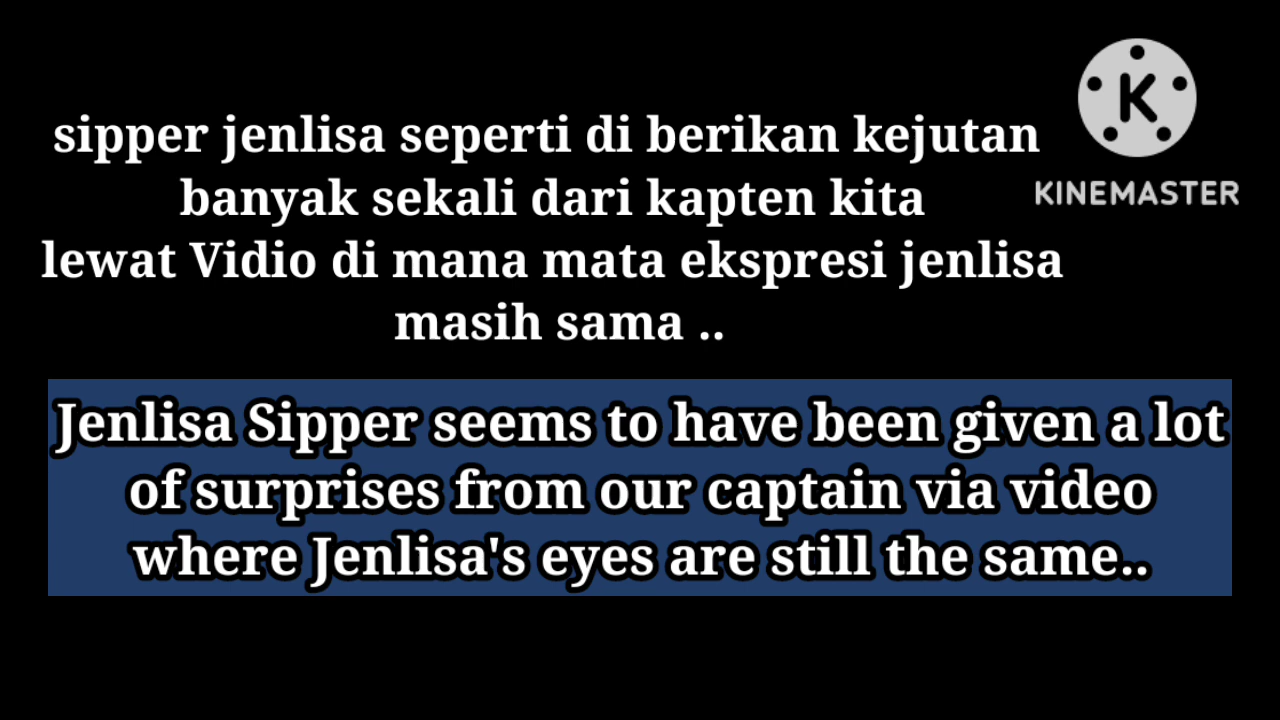 sipper jenlisa seperti di berikan kejutan
banyak sekali dari kapten kita
lewat Vidio di mana mata ekspresi jenlisa
masih sama ..
K
KINEMASTER
Jenlisa Sipper seems to have been given a lot
of surprises from our captain via video
where Jenlisa's eyes are still the same..